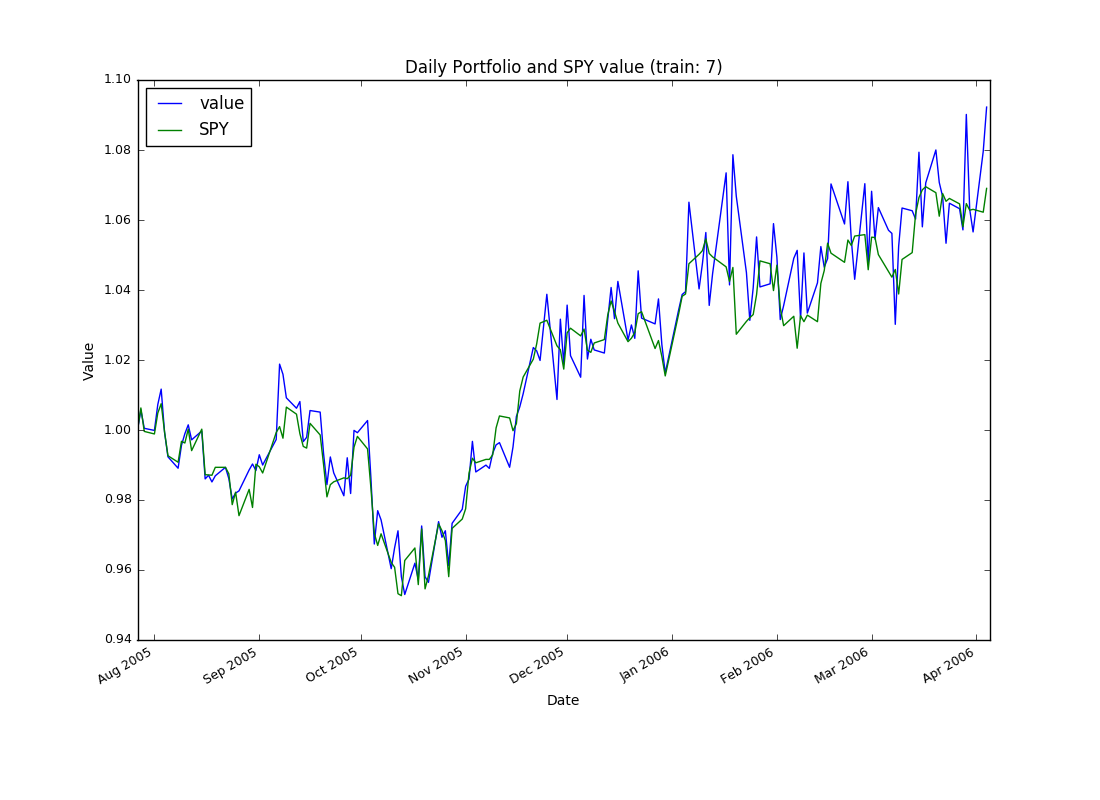 Daily Portfolio and SPY value (train: 7)
1.10
1.08
1.06
1.04
1.02
1.00
0.98
0.96
0.94
value
SPY
Value
Aug 2005
Sep 2005
Oct 2005
Nov 2005
Dec 2005
Jan 2006
Feb 2006
Mar 2006
Apr 2006
Date